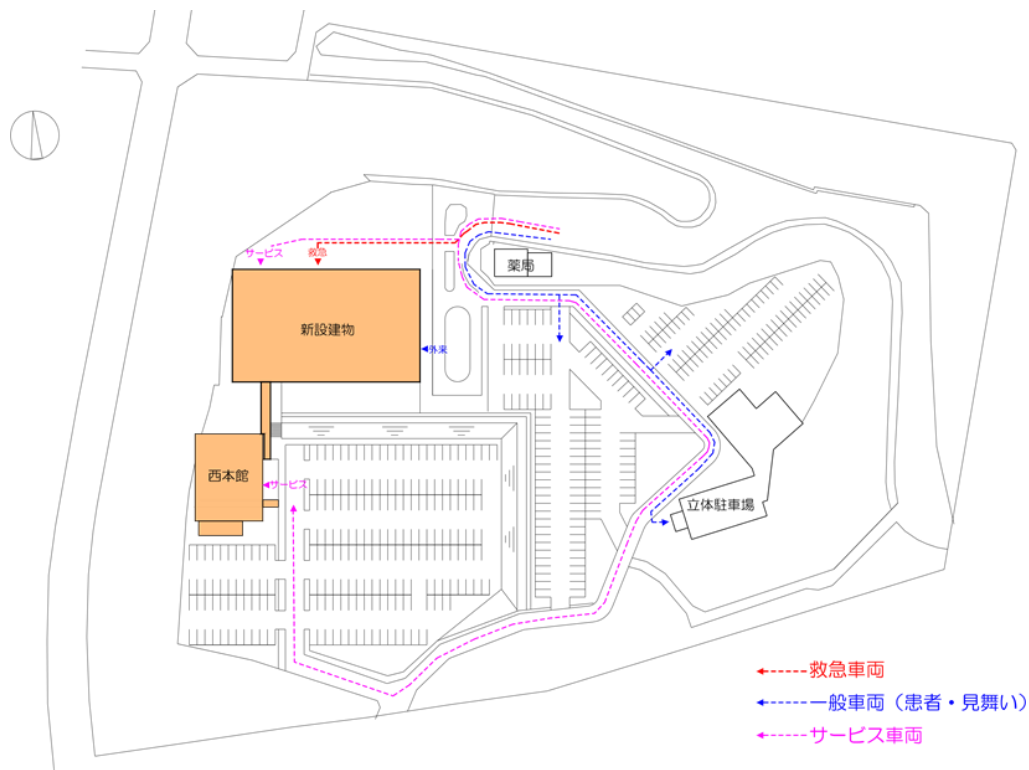 サービス
救急
薬局
新設建物
外来
西本館
サービス
立体駐車場
救急車両
一般車両（患者・見舞い）
サービス車両